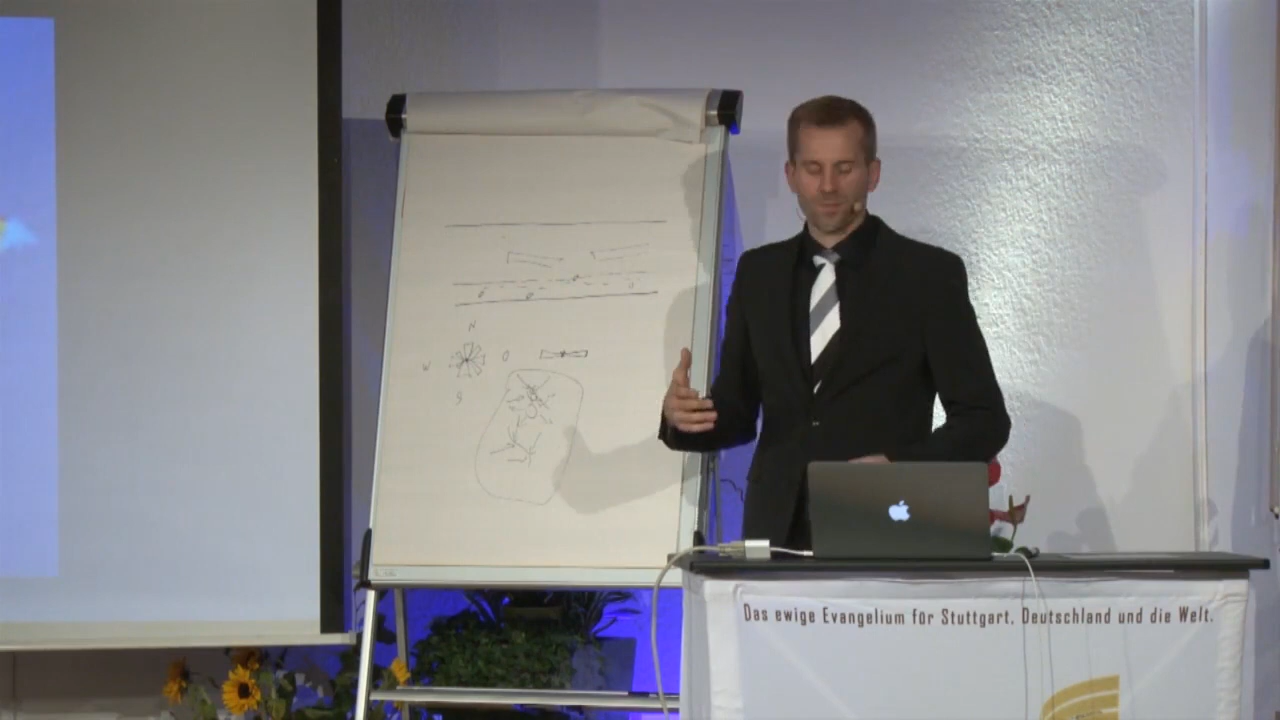 N
W
O
S
Das ewige Evangelium für Stuttgart, Deutschland und die Welt.